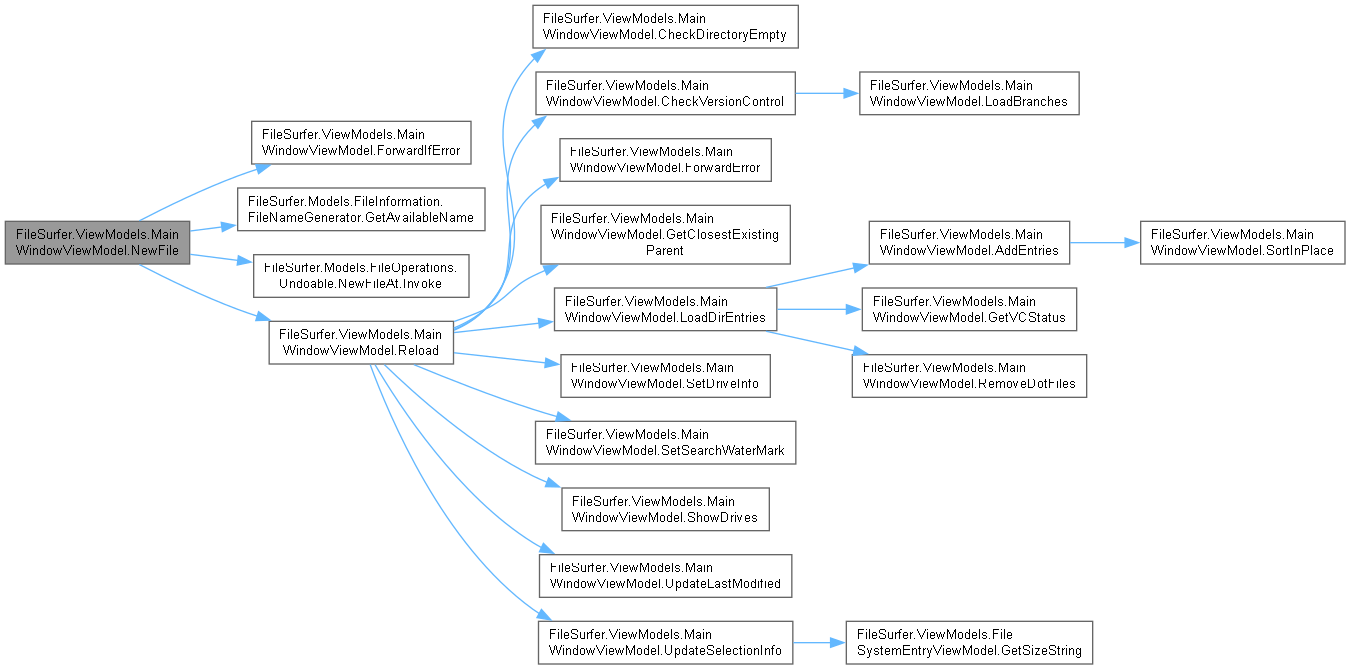 FileSurfer.ViewModels.Main
WindowViewModel.NewFile
FileSurfer.ViewModels.Main
WindowViewModel.ForwardIfError
FileSurfer.Models.FileInformation.
FileNameGenerator.GetAvailableName
FileSurfer.Models.FileOperations.
Undoable.NewFileAt.Invoke
FileSurfer.ViewModels.Main
WindowViewModel.Reload
FileSurfer.ViewModels.Main
WindowViewModel.CheckDirectoryEmpty
FileSurfer.ViewModels.Main
WindowViewModel.CheckVersionControl
FileSurfer.ViewModels.Main
WindowViewModel.LoadBranches
FileSurfer.ViewModels.Main
WindowViewModel.ForwardError
FileSurfer.ViewModels.Main
WindowViewModel.GetClosestExisting
Parent
FileSurfer.ViewModels.Main
WindowViewModel.LoadDirEntries
FileSurfer.ViewModels.Main
WindowViewModel.AddEntries
FileSurfer.ViewModels.Main
WindowViewModel.SortInPlace
FileSurfer.ViewModels.Main
WindowViewModel.GetVCStatus
FileSurfer.ViewModels.Main
WindowViewModel.RemoveDotFiles
FileSurfer.ViewModels.Main
WindowViewModel.SetDriveInfo
FileSurfer.ViewModels.Main
WindowViewModel.SetSearchWaterMark
FileSurfer.ViewModels.Main
WindowViewModel.ShowDrives
FileSurfer.ViewModels.Main
WindowViewModel.UpdateLastModified
FileSurfer.ViewModels.Main
WindowViewModel.UpdateSelectionInfo
FileSurfer.ViewModels.File
SystemEntryViewModel.GetSizeString